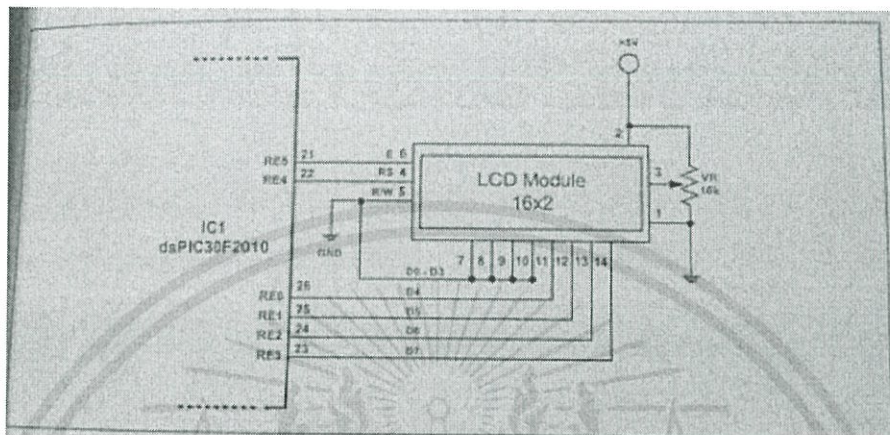 +5V
2
RE5 21 E 6
RE4 22 RS 4
R/W 5
LCD Module
16x2
3
VR
1
IC1
dsPIC30F2010
GND
7 8 9 10 11 12 13 14
D0 - D3
RE0 26 D4
RE1 25 D5
RE2 24 D6
RE3 23 D7